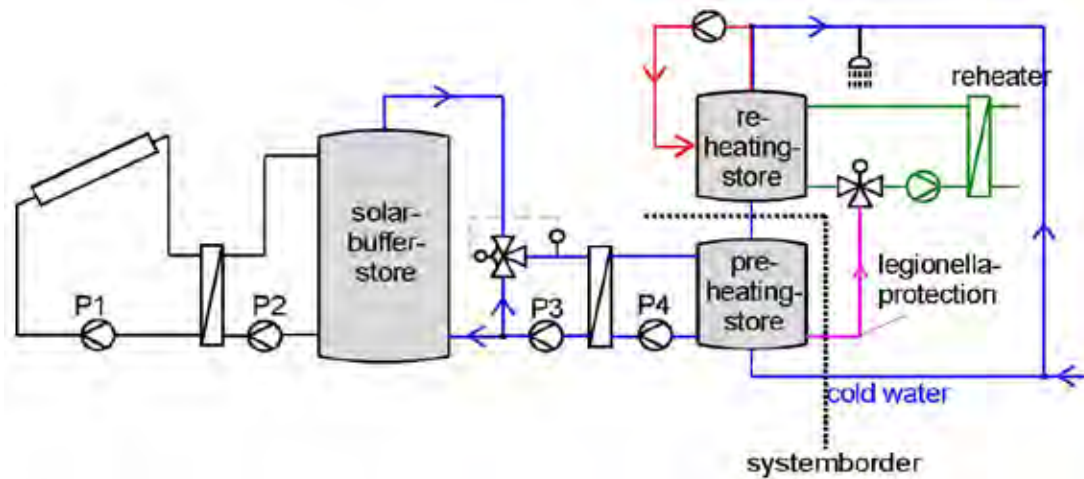 reheater
re-
heating-
store
solar-
buffer-
store
pre-
heating-
store
legionella-
protection
P1
P2
P3
P4
cold water
systemborder